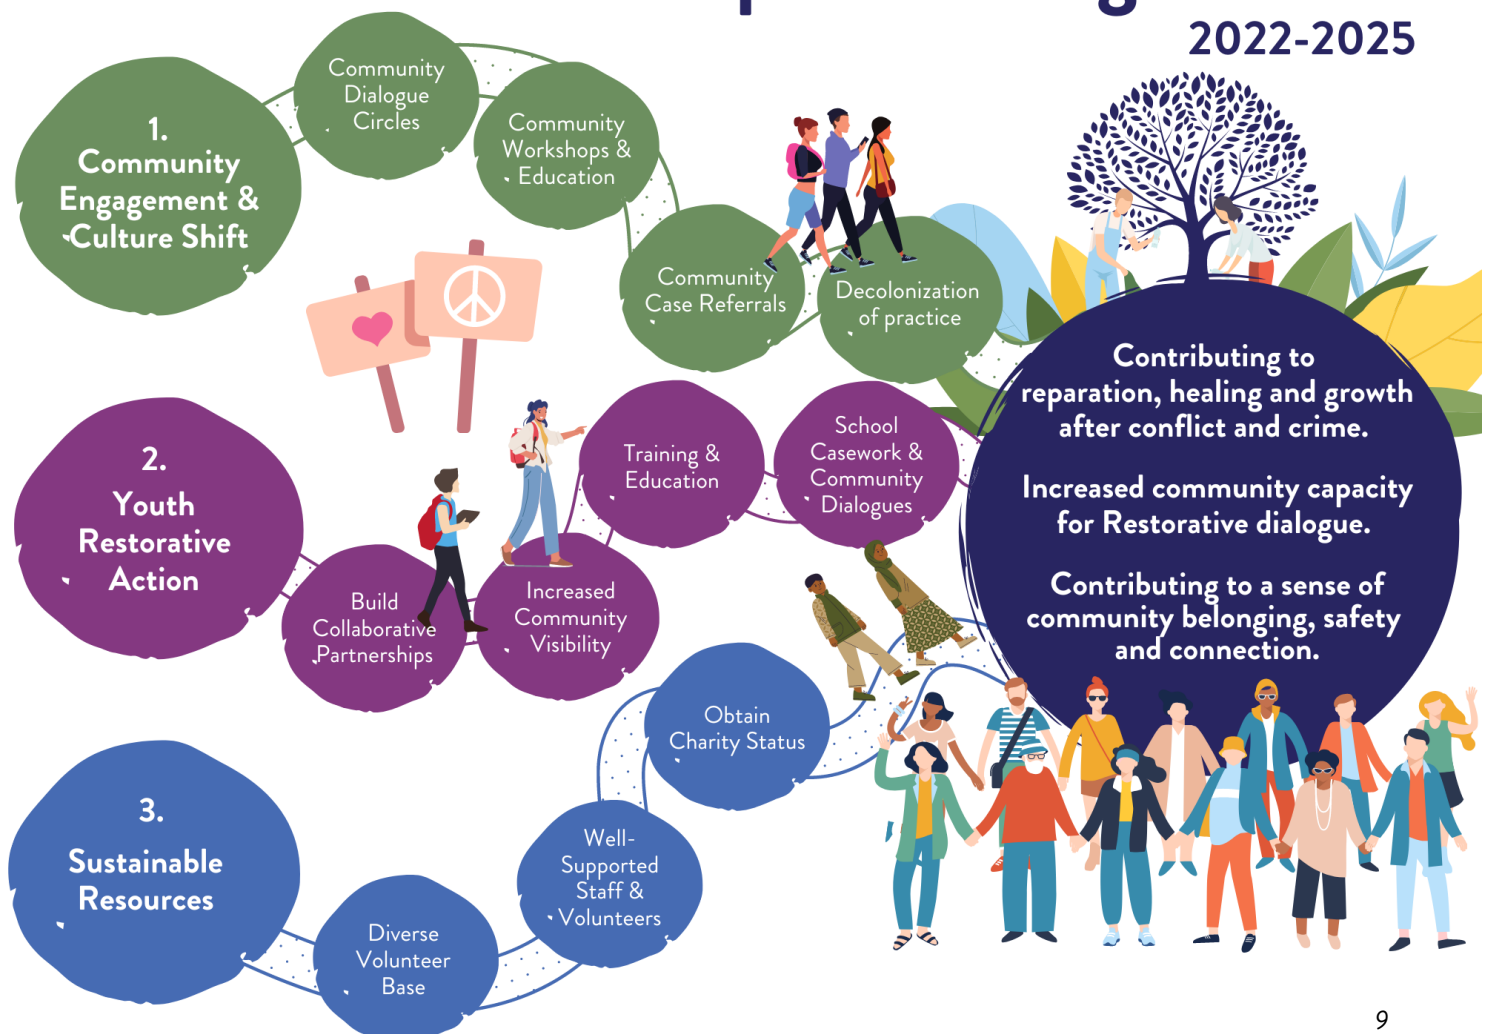 2022-2025
1.
Community
Engagement &
Culture Shift
Community
Dialogue
Circles
Community
Workshops &
Education
Community
Case Referrals
Decolonization
of practice
2.
Youth
Restorative
Action
Build
Collaborative
Partnerships
Increased
Community
Visibility
Training &
Education
School
Casework &
Community
Dialogues
3.
Sustainable
Resources
Diverse
Volunteer
Base
Well-
Supported
Staff &
Volunteers
Obtain
Charity Status
Contributing to
reparation, healing and growth
after conflict and crime.
Increased community capacity
for Restorative dialogue.
Contributing to a sense of
community belonging, safety
and connection.
9